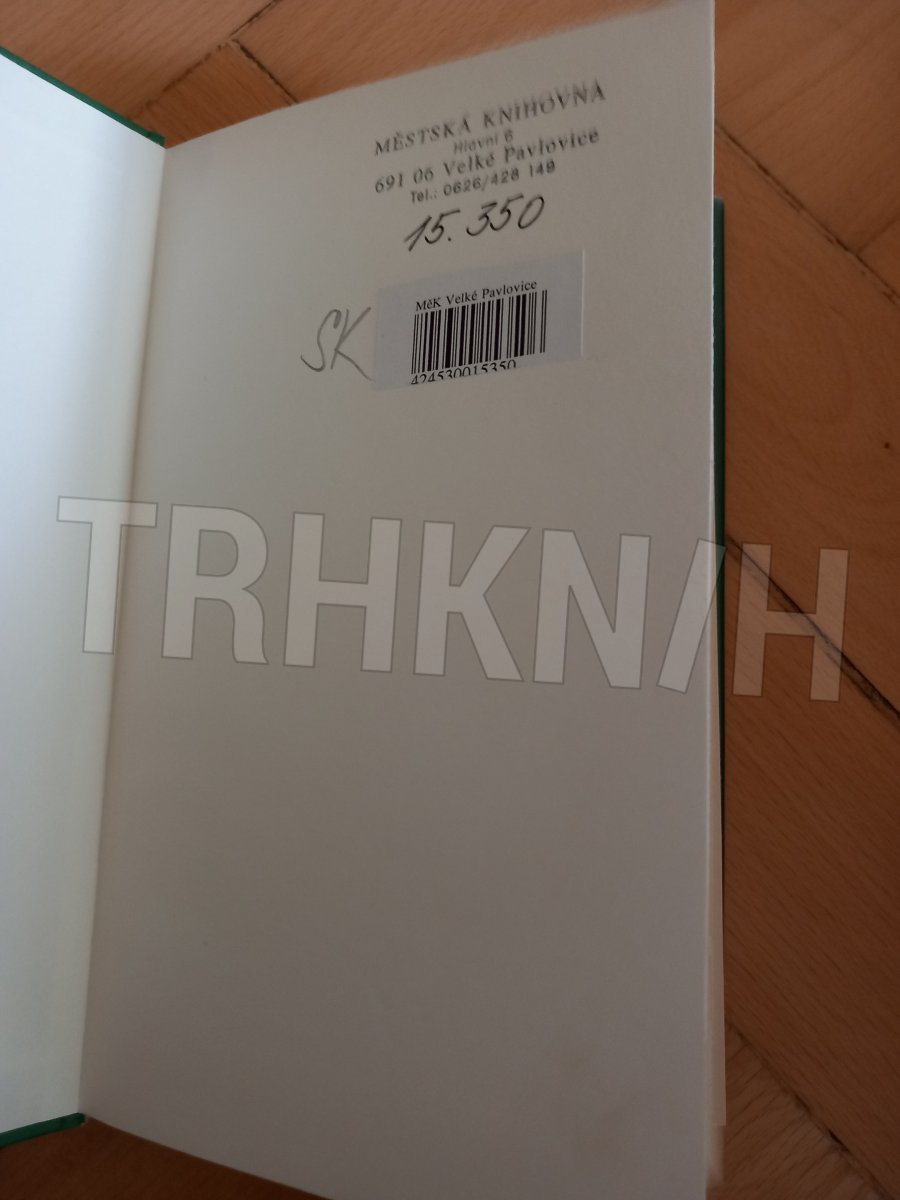 MĚSTSKÁ KNIHOVNA
Hlavní 6
691 06 Velké Pavlovice
Tel.: 0626/428 149
15. 350
MěK Velké Pavlovice
SK
424530015350
TRHKNIH